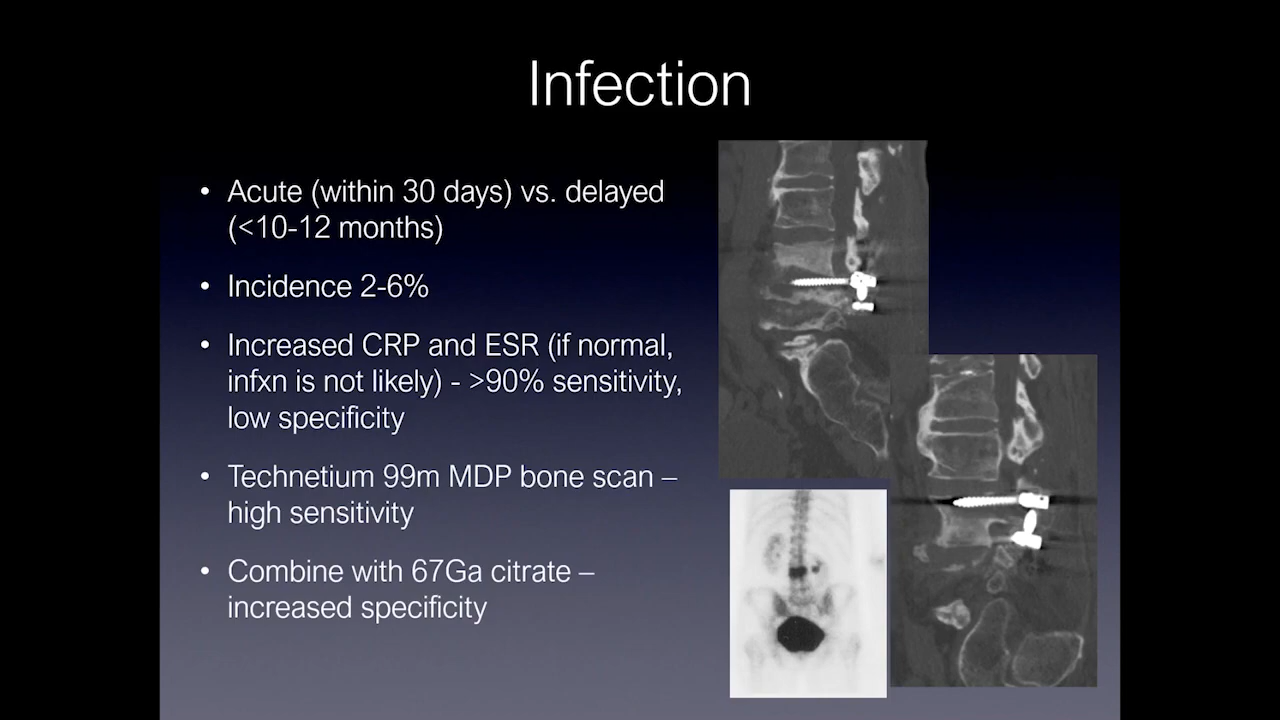 Infection
• Acute (within 30 days) vs. delayed
(<10-12 months)
• Incidence 2-6%
• Increased CRP and ESR (if normal,
infxn is not likely) - >90% sensitivity,
low specificity
• Technetium 99m MDP bone scan –
high sensitivity
• Combine with 67Ga citrate –
increased specificity